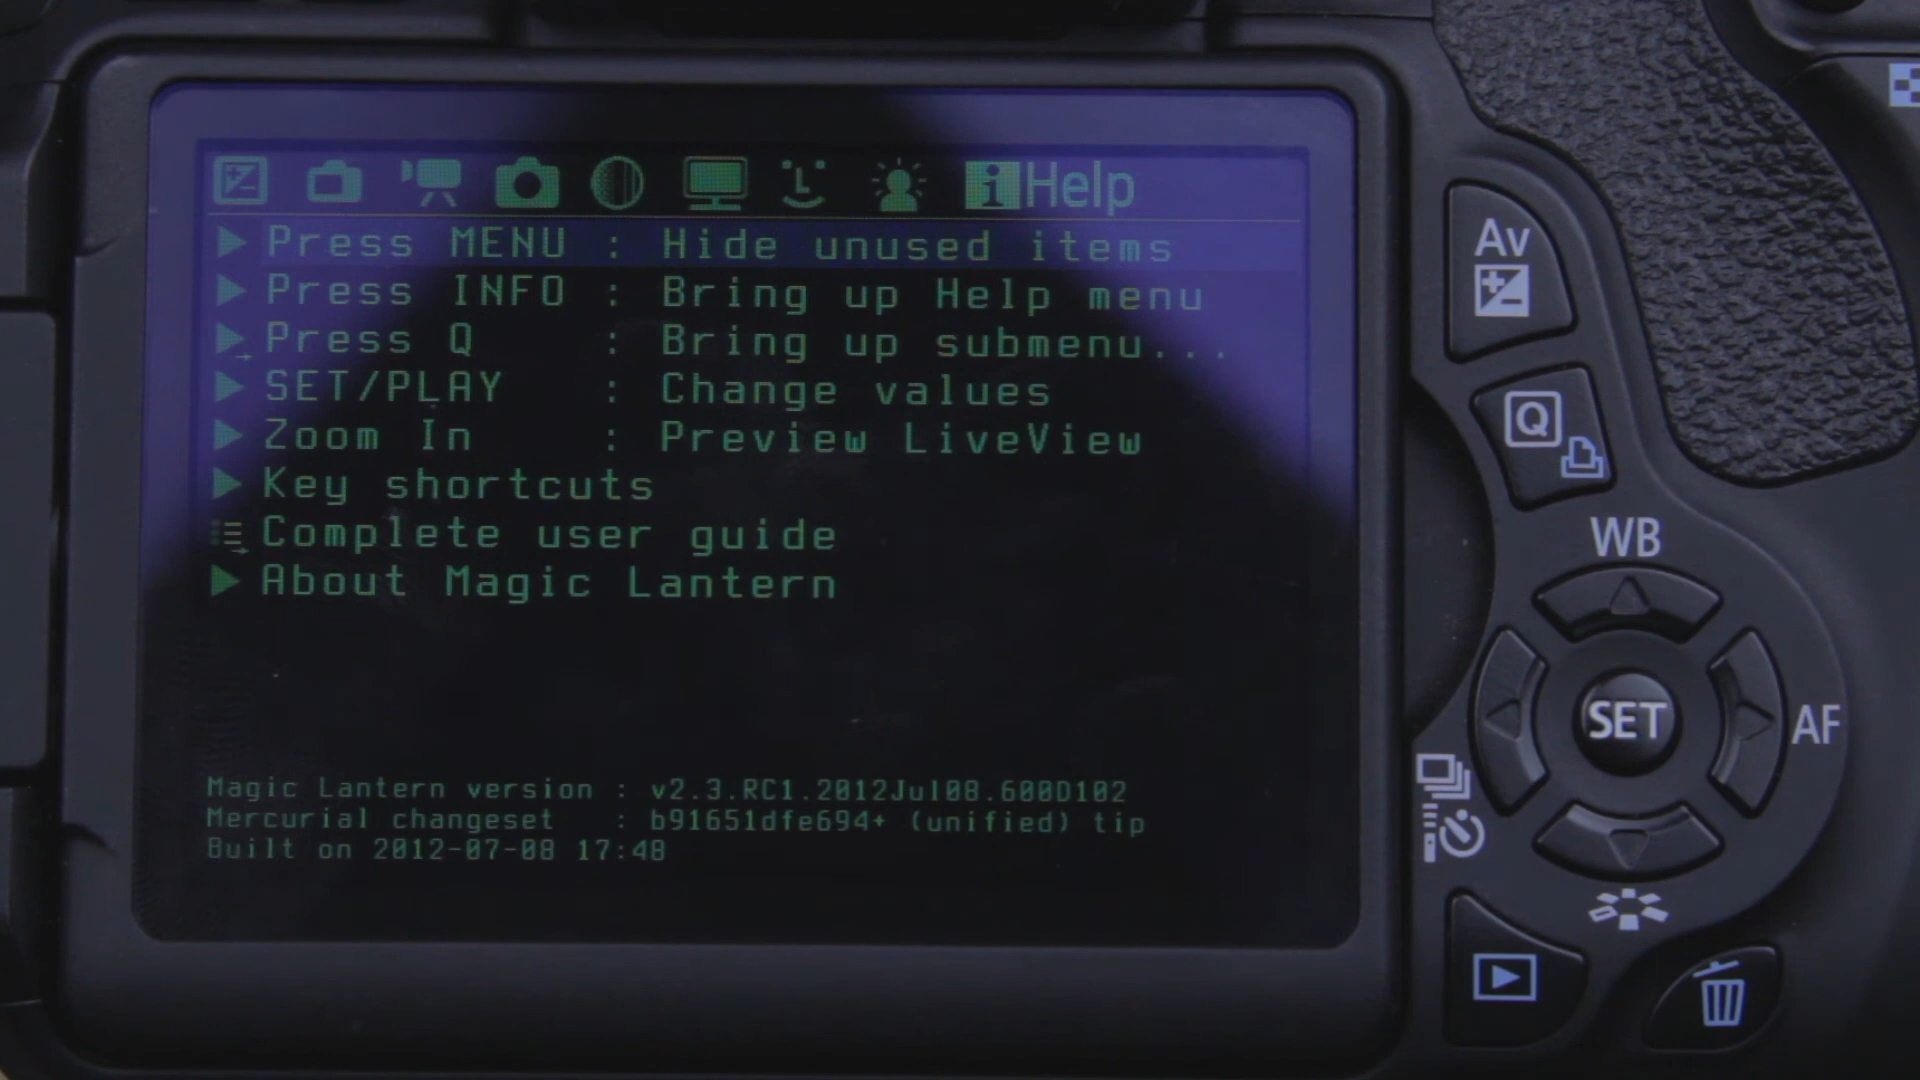 Help
Press MENU : Hide unused items
Press INFO : Bring up Help menu
Press Q : Bring up submenu...
SET/PLAY : Change values
Zoom In : Preview LiveView
Key shortcuts
Complete user guide
About Magic Lantern
Magic Lantern version : v2.3.RC1.2012Jul08.600D102
Mercurial changeset : b91651dfe694+ (unified) tip
Built on 2012-07-08 17:48
Av
Q
WB
SET
AF